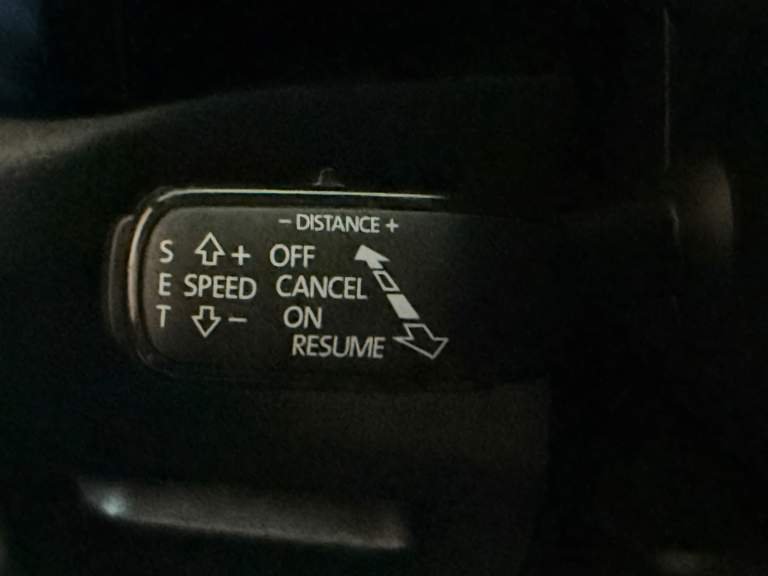 - DISTANCE +
S + OFF
E SPEED CANCEL
T - ON
RESUME